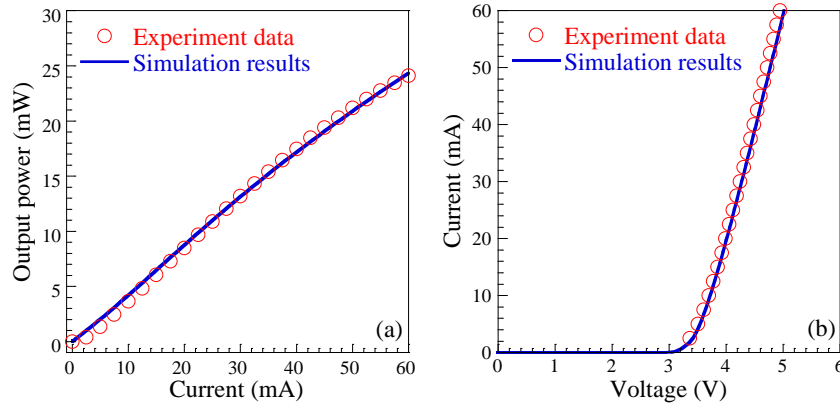 Experiment data
Simulation results
Output power (mW)
30
25
20
15
10
5
0
0 10 20 30 40 50 60
Current (mA)
(a)
Experiment data
Simulation results
Current (mA)
60
50
40
30
20
10
0
0 1 2 3 4 5 6
Voltage (V)
(b)